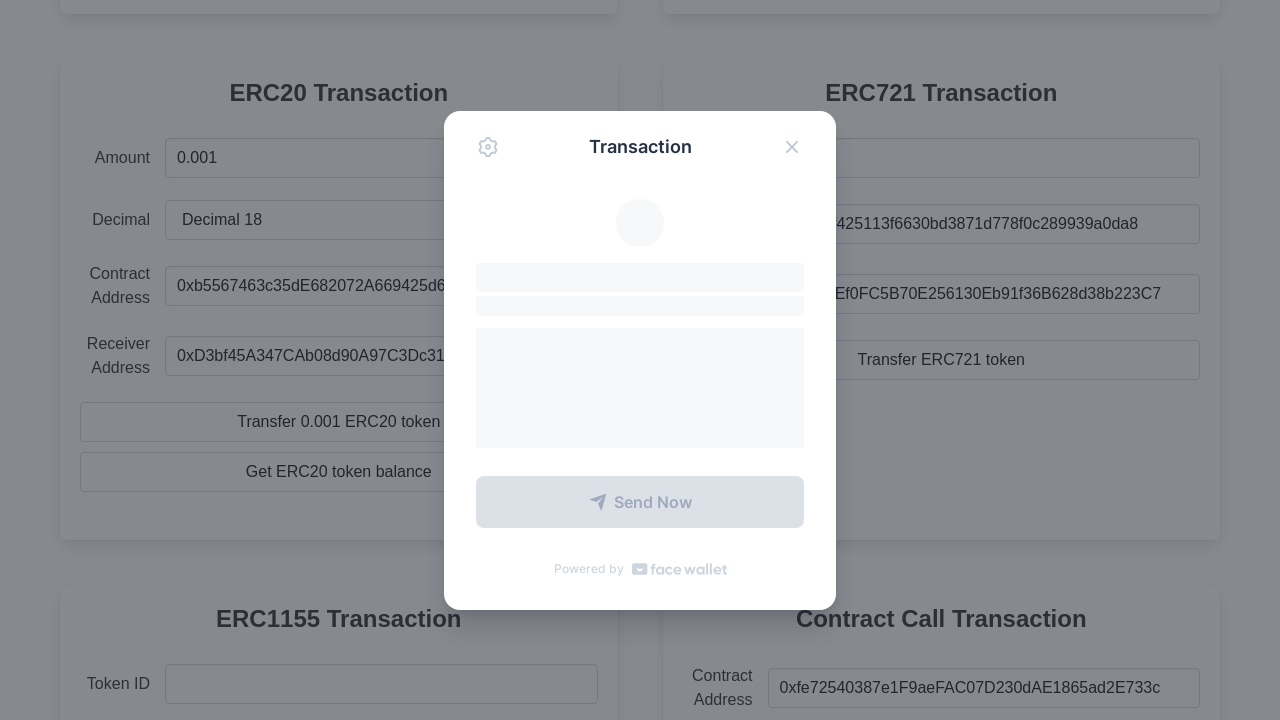 ERC20 Transaction
Amount
0.001
Decimal
Decimal 18
Contract
Address
0xb5567463c35dE682072A669425d6
Receiver
Address
0xD3bf45A347CAb08d90A97C3Dc31
Transfer 0.001 ERC20 token
Get ERC20 token balance
ERC721 Transaction
425113f6630bd3871d778f0c289939a0da8
Ef0FC5B70E256130Eb91f36B628d38b223C7
Transfer ERC721 token
Transaction
Send Now
Powered by face wallet
ERC1155 Transaction
Token ID
Contract Call Transaction
Contract
Address
0xfe72540387e1F9aeFAC07D230dAE1865ad2E733c